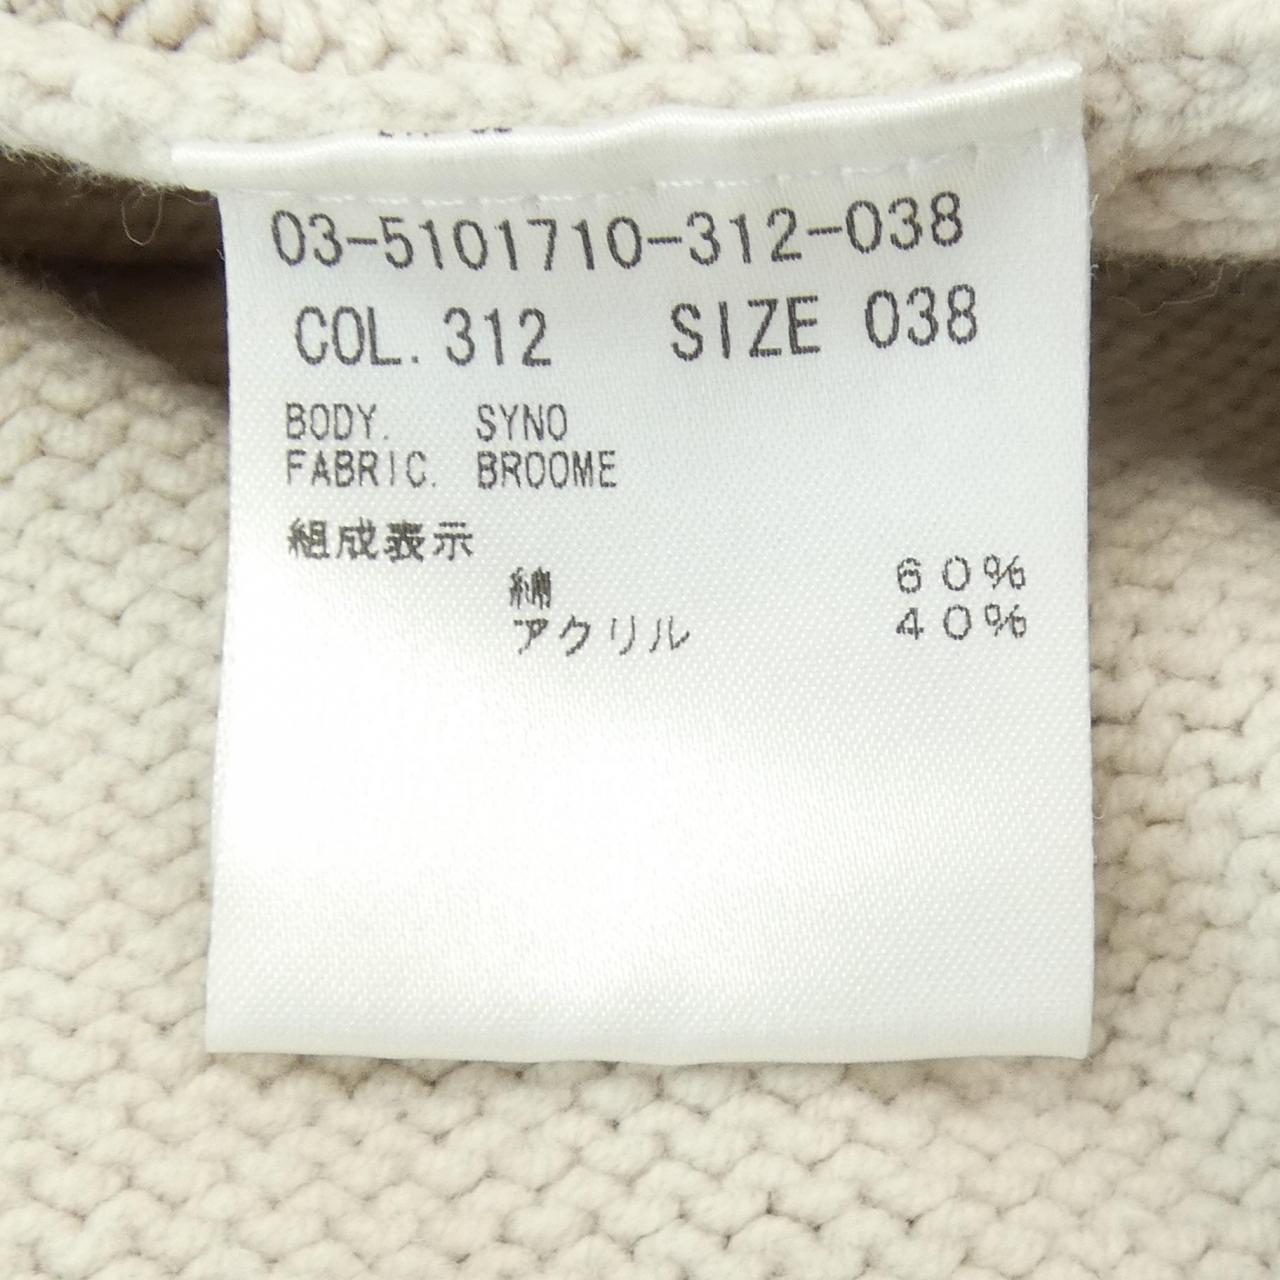 03-5101710-312-038
COL. 312 SIZE 038
BODY. SYNO
FABRIC. BROOME
組成表示
綿 60%
アクリル 40%